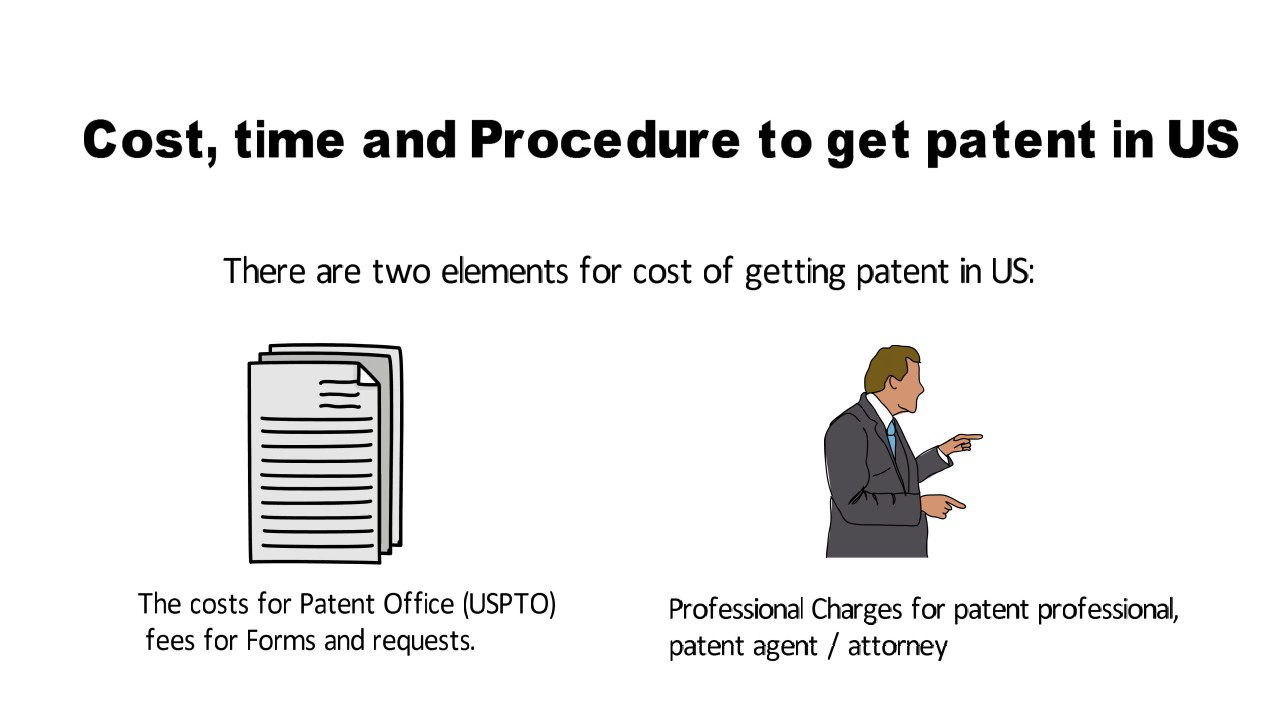 Cost, time and Procedure to get patent in US
There are two elements for cost of getting patent in US:
The costs for Patent Office (USPTO)
fees for Forms and requests.
Professional Charges for patent professional,
patent agent / attorney